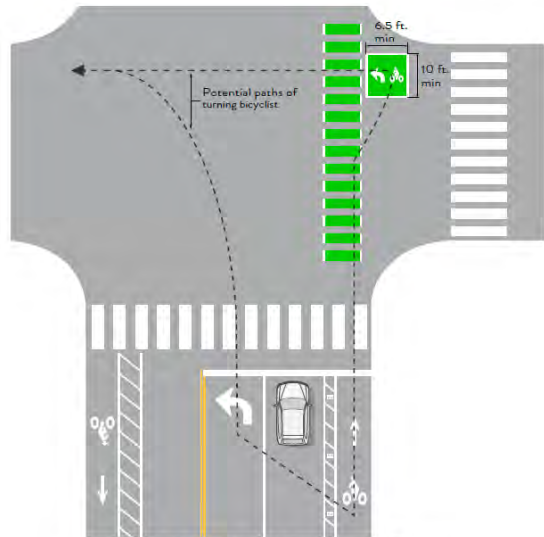 6.5 ft.
min
10 ft.
min
Potential paths of
turning bicyclist